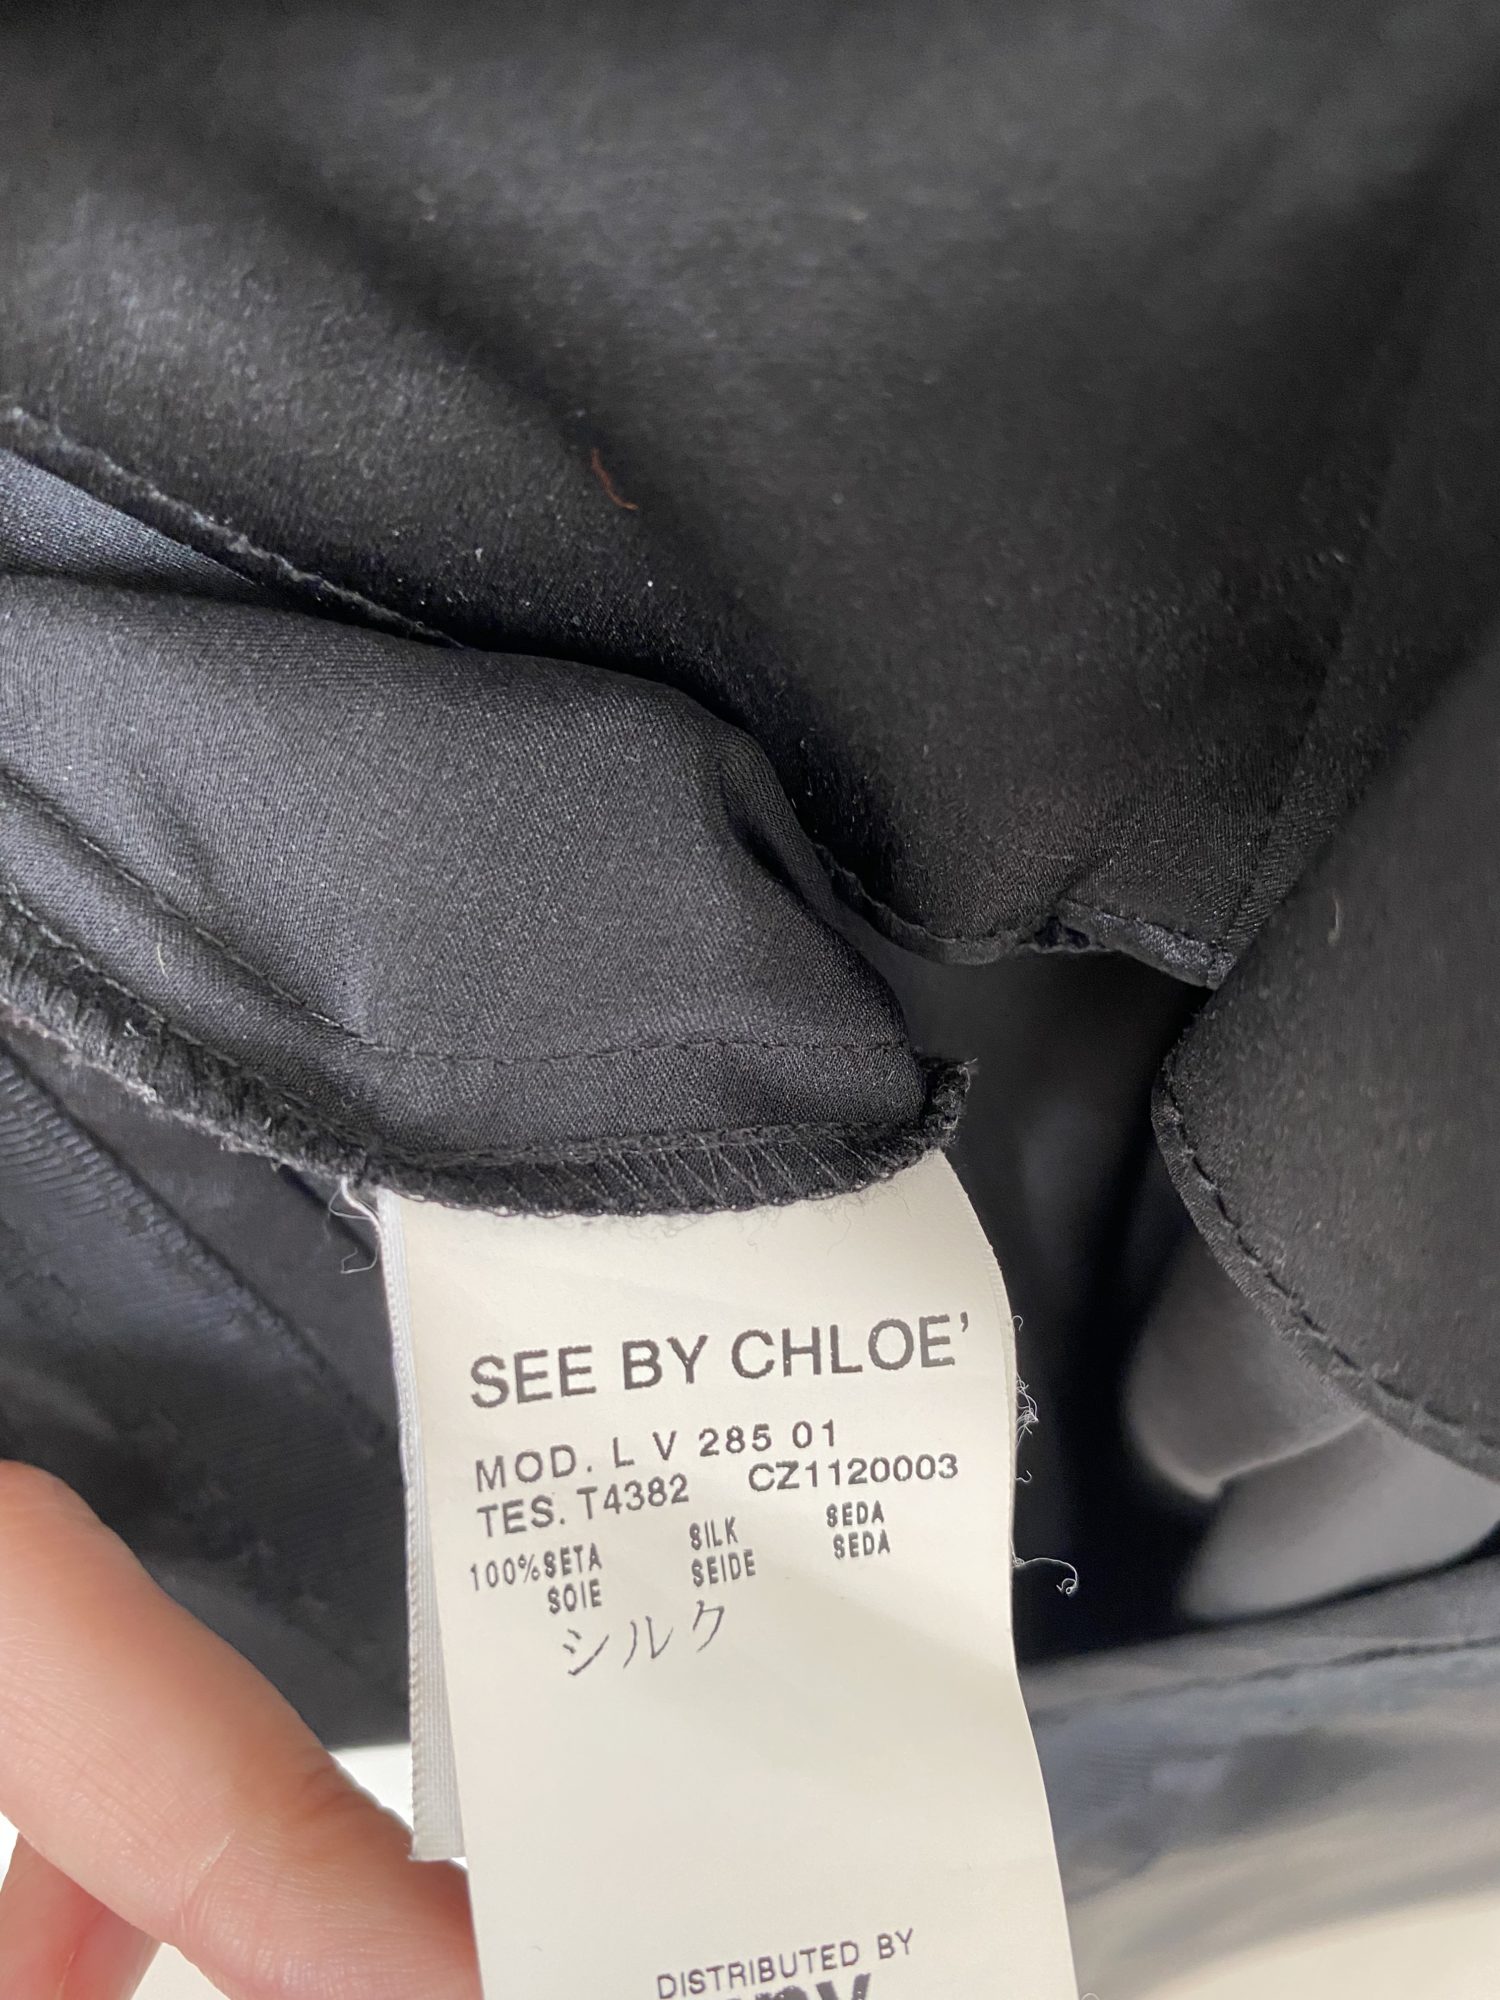 SEE BY CHLOE'
MOD. L V 285 01
TES. T4382 CZ1120003
100%SETA SILK SEDA
SOIE SEIDE SEDA
シルク
DISTRIBUTED BY